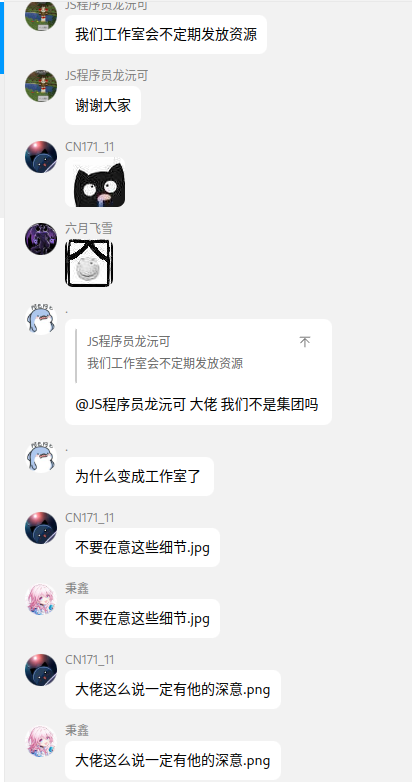 JS程序员龙沅可
我们工作室会不定期发放资源
JS程序员龙沅可
谢谢大家
CN171_11
六月飞雪
.
JS程序员龙沅可
我们工作室会不定期发放资源
@JS程序员龙沅可 大佬 我们不是集团吗
.
为什么变成工作室了
CN171_11
不要在意这些细节.jpg
秉鑫
不要在意这些细节.jpg
CN171_11
大佬这么说一定有他的深意.png
秉鑫
大佬这么说一定有他的深意.png